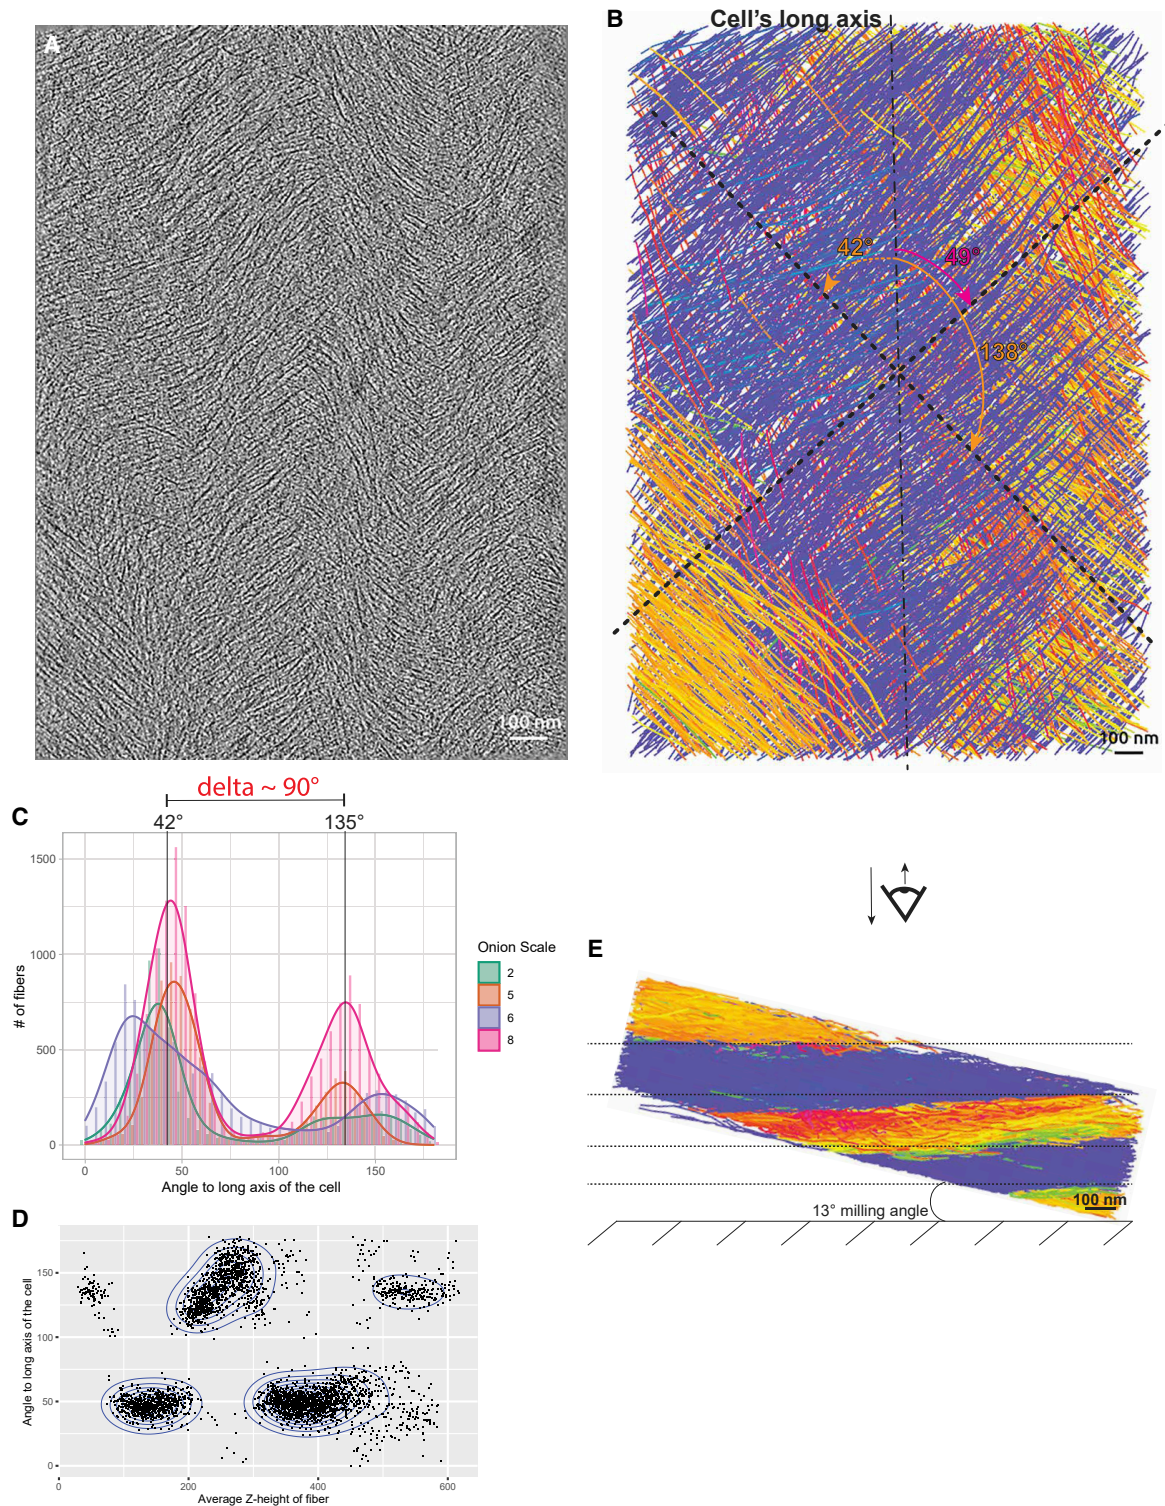 A
100 nm
B
Cell's long axis
42°
49°
138°
100 nm
delta ~ 90°
C
42°
135°
1500
1000
500
0
# of fibers
0
50
100
150
Angle to long axis of the cell
Onion Scale
2
5
6
8
D
150
100
50
0
Angle to long axis of the cell
0
200
400
600
Average Z-height of fiber
E
100 nm
13° milling angle